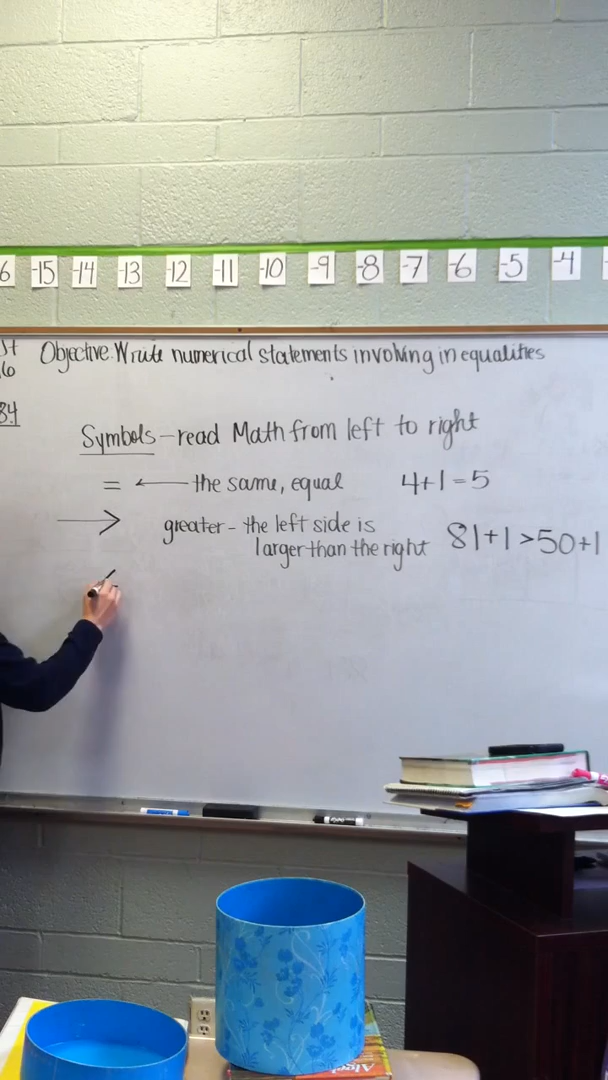 6 -15 -14 -13 -12 -11 -10 -9 -8 -7 -6 -5 -4
Objective: Write numerical statements involving inequalities
6
84
Symbols - read Math from left to right
= ← the same, equal 4+1=5
> greater - the left side is
larger than the right 81+1>50+1